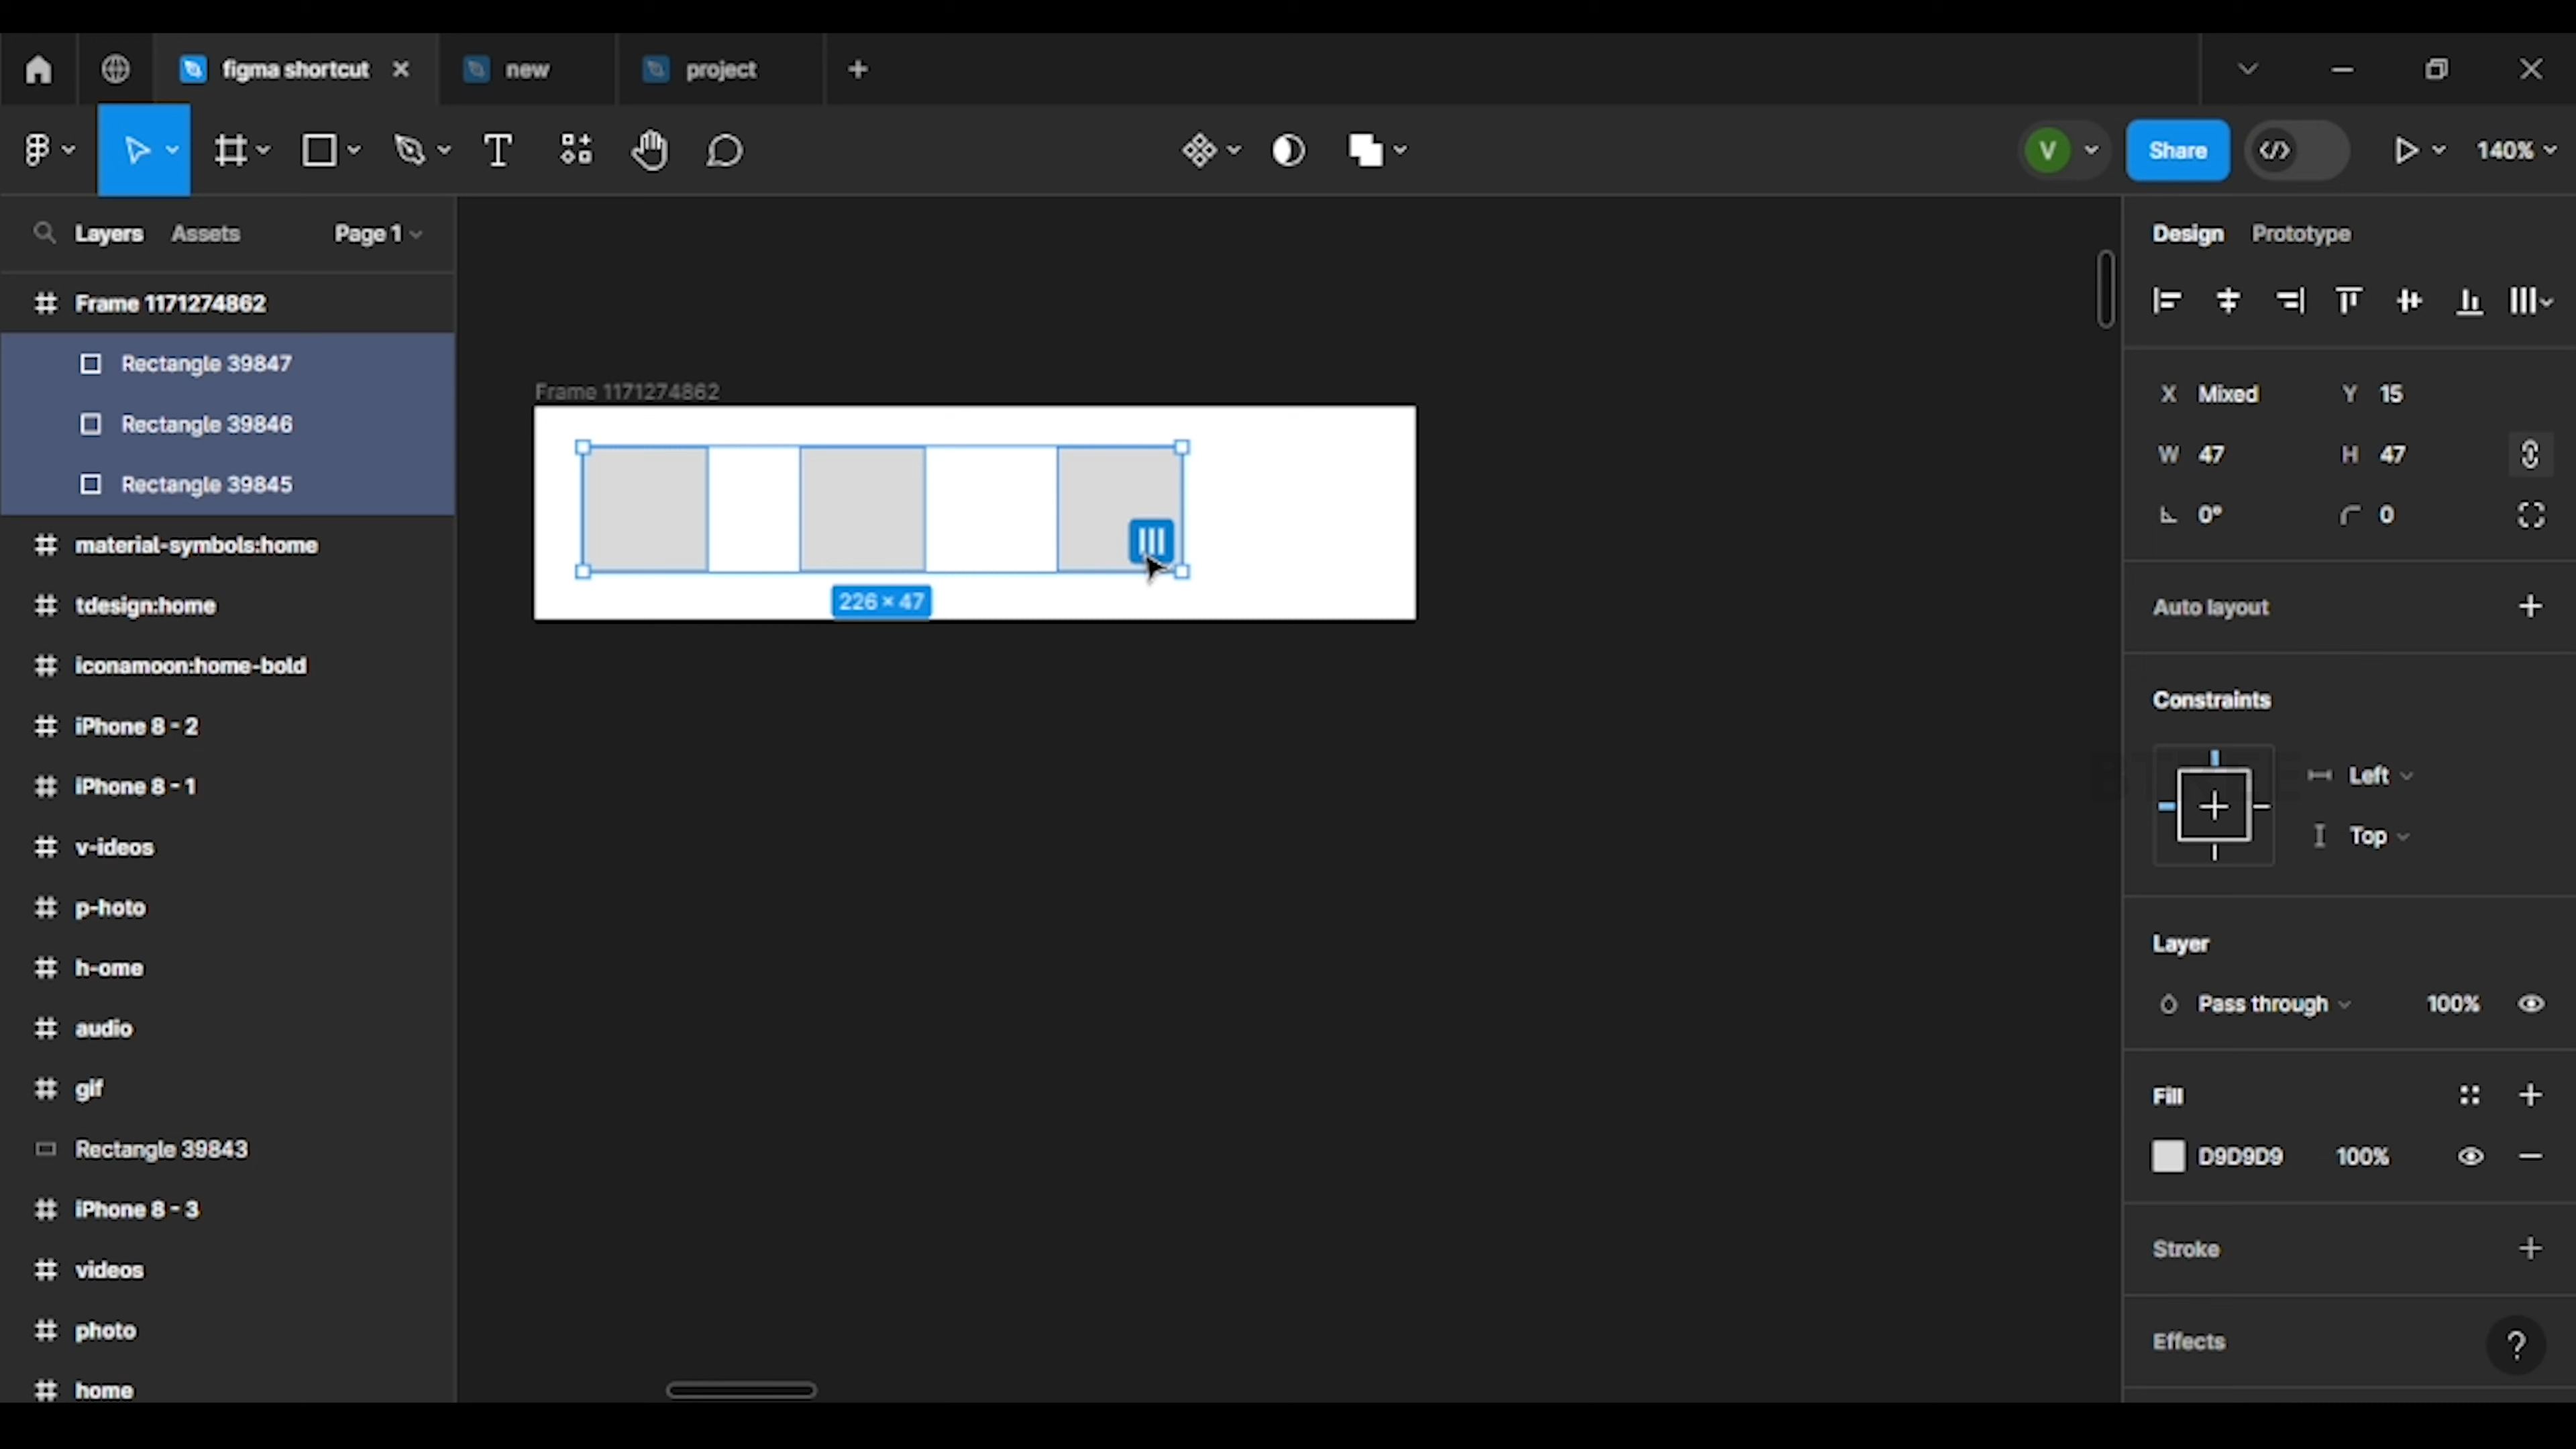 figma shortcut
new
project
Share
140%
V
Layers
Assets
Page 1
Design
Prototype
Frame 1171274862
Rectangle 39847
Rectangle 39846
Rectangle 39845
material-symbols:home
tdesign:home
iconamoon:home-bold
iPhone 8 - 2
iPhone 8 - 1
v-ideos
p-hoto
h-ome
audio
gif
Rectangle 39843
iPhone 8 - 3
videos
photo
home
Frame 1171274862
226 × 47
X Mixed Y 15
W 47 H 47
0° 0
Auto layout
Constraints
Left
Top
Layer
Pass through 100%
Fill
D9D9D9 100%
Stroke
Effects
?